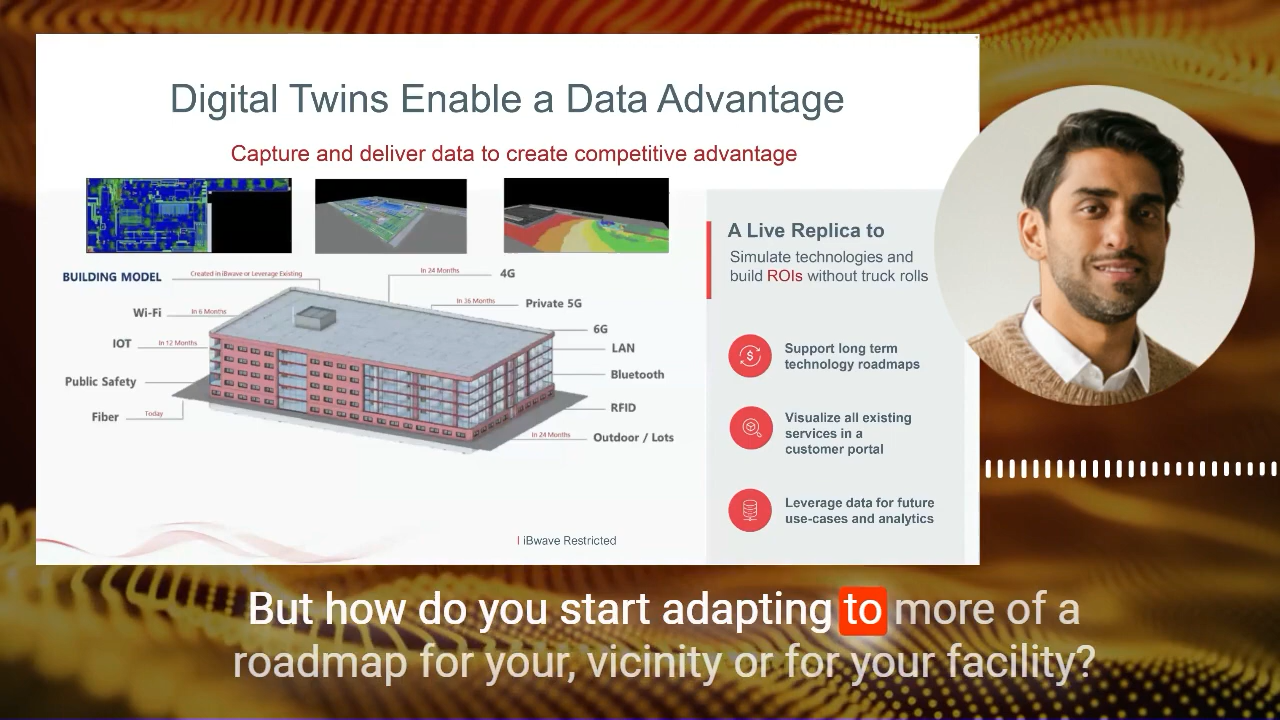 Digital Twins Enable a Data Advantage
Capture and deliver data to create competitive advantage
BUILDING MODEL
Created in iBwave or Leverage Existing
In 24 Months
4G
Wi-Fi
In 6 Months
In 36 Months
Private 5G
IOT
In 12 Months
6G
LAN
Public Safety
Bluetooth
Fiber
Today
RFID
In 24 Months
Outdoor / Lots
A Live Replica to
Simulate technologies and
build ROIs without truck rolls
Support long term
technology roadmaps
Visualize all existing
services in a
customer portal
Leverage data for future
use-cases and analytics
| iBwave Restricted
But how do you start adapting to more of a
roadmap for your, vicinity or for your facility?